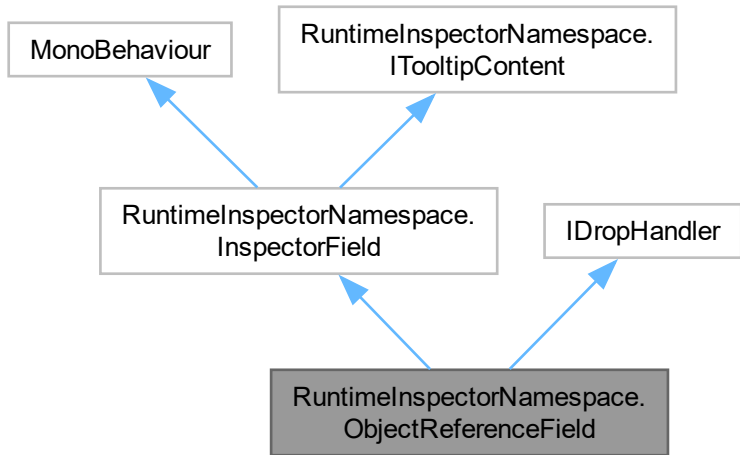 MonoBehaviour
RuntimeInspectorNamespace.
ITooltipContent
RuntimeInspectorNamespace.
InspectorField
IDropHandler
RuntimeInspectorNamespace.
ObjectReferenceField